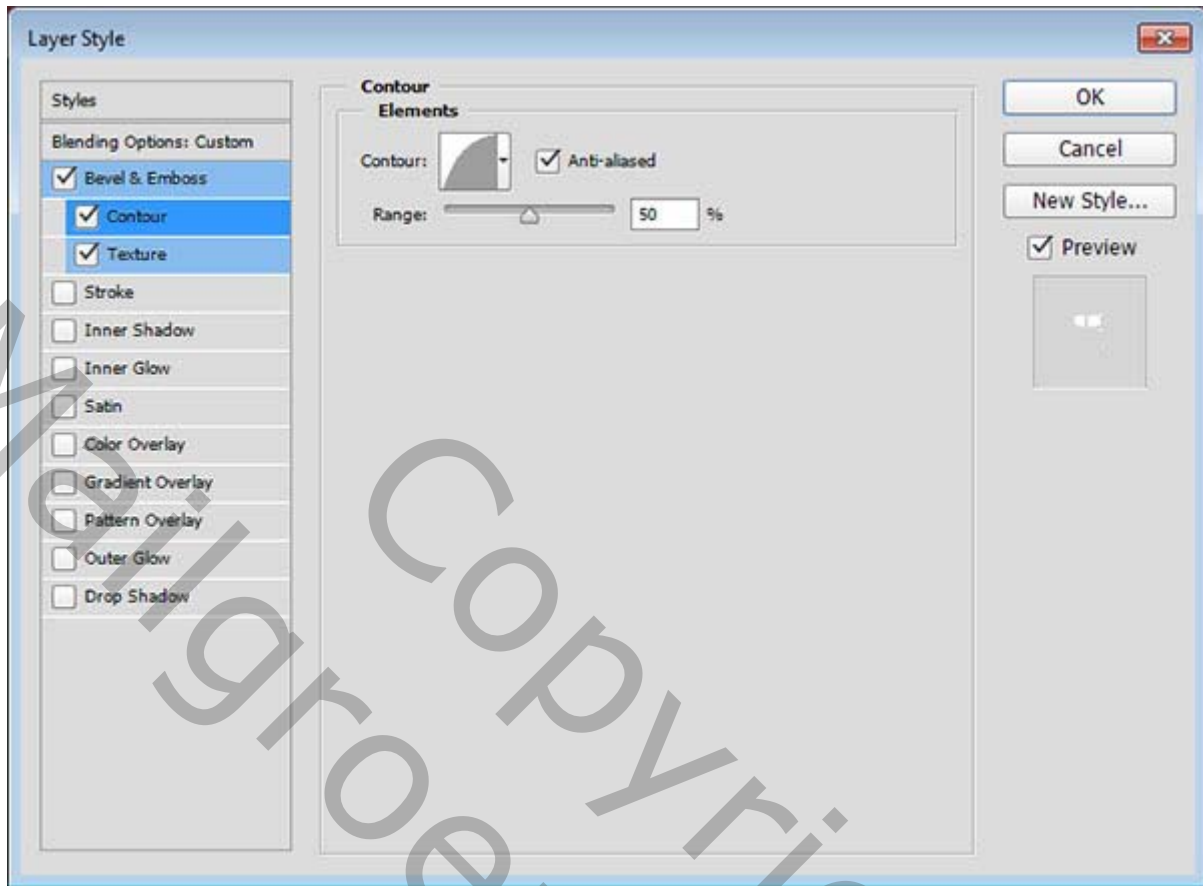 Layer Style
Styles
Blending Options: Custom
Bevel & Emboss
Contour
Texture
Stroke
Inner Shadow
Inner Glow
Satin
Color Overlay
Gradient Overlay
Pattern Overlay
Outer Glow
Drop Shadow
Contour
Elements
Contour:
Anti-aliased
Range:
50 %
OK
Cancel
New Style...
Preview